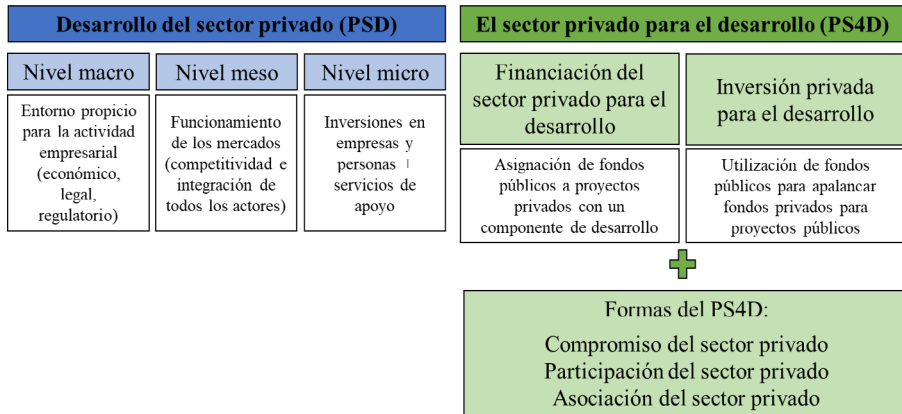 Desarrollo del sector privado (PSD)
Nivel macro
Entorno propicio
para la actividad
empresarial
(económico,
legal,
regulatorio)
Nivel meso
Funcionamiento
de los mercados
(competitividad e
integración de
todos los actores)
Nivel micro
Inversiones en
empresas y
personas
servicios de
apoyo
El sector privado para el desarrollo (PS4D)
Financiación del
sector privado para el
desarrollo
Asignación de fondos
públicos a proyectos
privados con un
componente de desarrollo
Inversión privada
para el desarrollo
Utilización de fondos
públicos para apalancar
fondos privados para
proyectos públicos
Formas del PS4D:
Compromiso del sector privado
Participación del sector privado
Asociación del sector privado